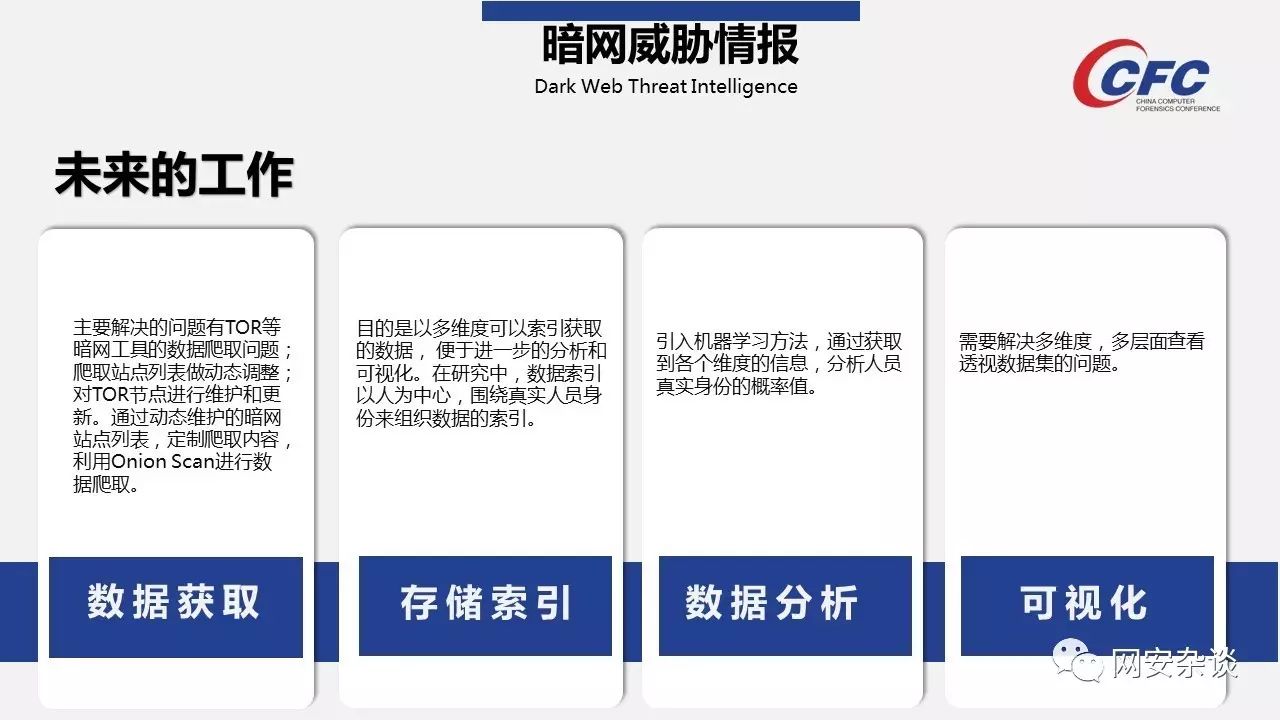 暗网威胁情报
Dark Web Threat Intelligence
CFC
CHINA COMPUTER
FORENSICS CONFERENCE
未来的工作
主要解决的问题有TOR等
暗网工具的数据爬取问题；
爬取站点列表做动态调整；
对TOR节点进行维护和更
新。通过动态维护的暗网
站点列表，定制爬取内容，
利用Onion Scan进行数
据爬取。
数据获取
目的是以多维度可以索引获取
的数据， 便于进一步的分析和
可视化。在研究中，数据索引
以人为中心，围绕真实人员身
份来组织数据的索引。
存储索引
引入机器学习方法，通过获取
到各个维度的信息，分析人员
真实身份的概率值。
数据分析
需要解决多维度，多层面查看
透视数据集的问题。
可视化
网安杂谈